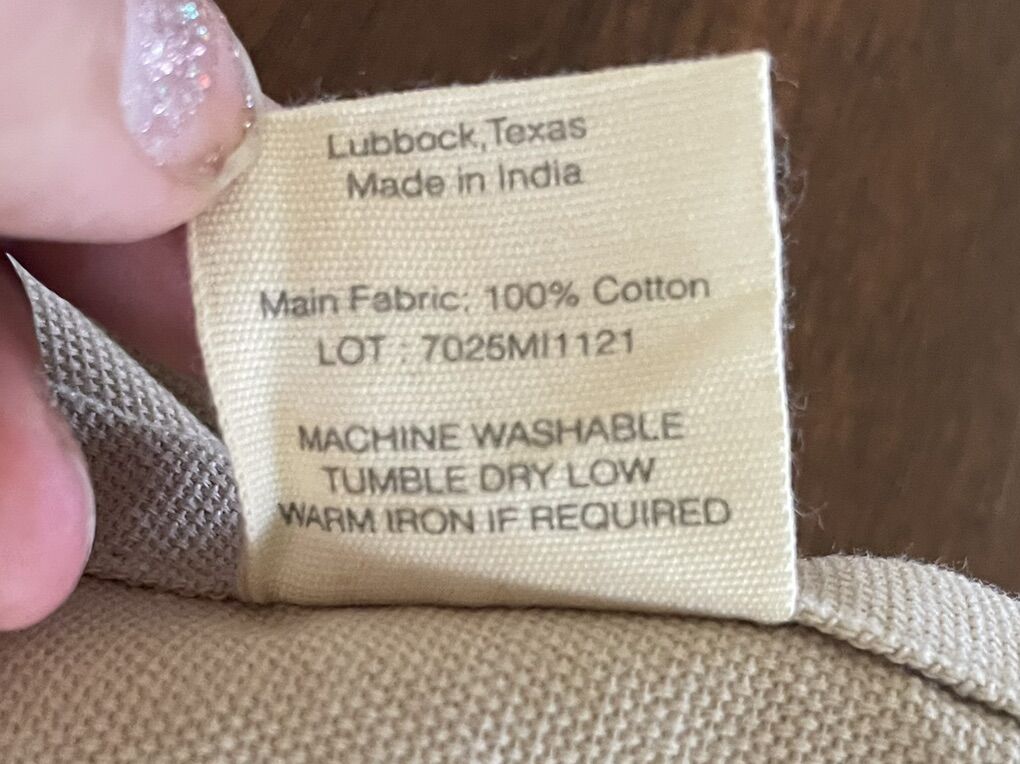 Lubbock,Texas
Made in India
Main Fabric: 100% Cotton
LOT : 7025MI1121
MACHINE WASHABLE
TUMBLE DRY LOW
WARM IRON IF REQUIRED